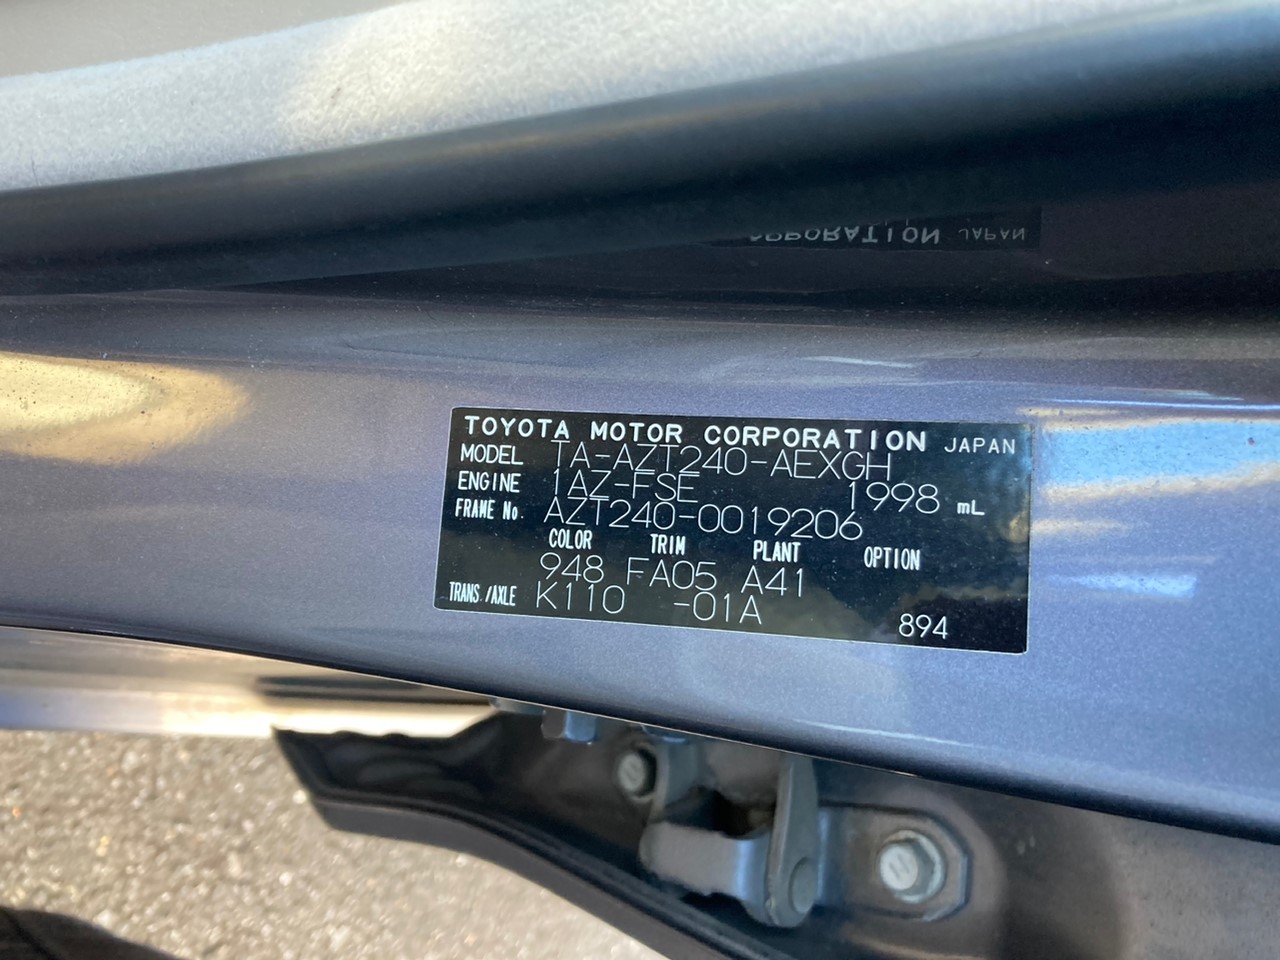 TOYOTA MOTOR CORPORATION JAPAN
MODEL TA-AZT240-AEXGH
ENGINE 1AZ-FSE 1998 mL
FRAME No. AZT240-0019206
COLOR TRIM PLANT OPTION
948 FA05 A41
TRANS./AXLE K110 -01A
894